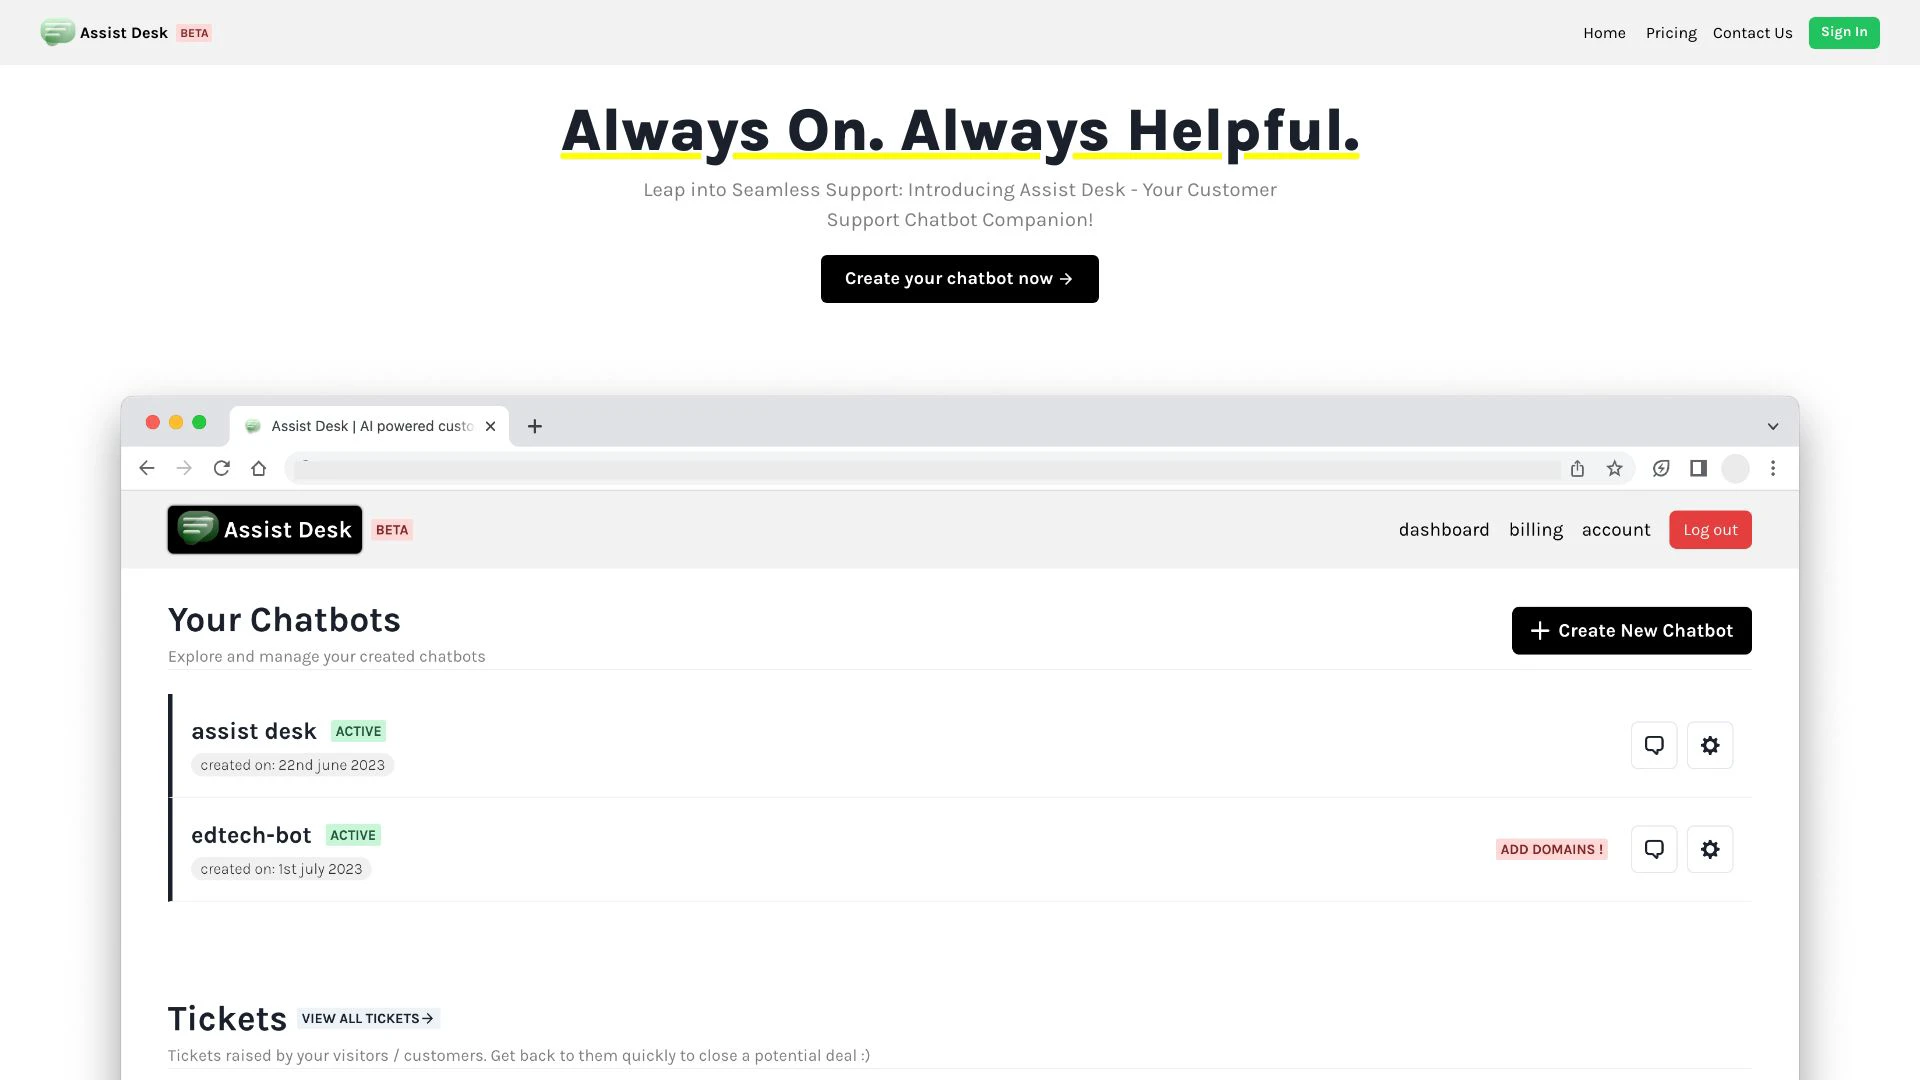 Assist Desk BETA
Home Pricing Contact Us Sign In
Always On. Always Helpful.
Leap into Seamless Support: Introducing Assist Desk - Your Customer
Support Chatbot Companion!
Create your chatbot now →
Assist Desk | AI powered custo
Assist Desk BETA
dashboard billing account Log out
Your Chatbots
Explore and manage your created chatbots
+ Create New Chatbot
assist desk ACTIVE
created on: 22nd june 2023
edtech-bot ACTIVE
created on: 1st july 2023
ADD DOMAINS !
Tickets VIEW ALL TICKETS →
Tickets raised by your visitors / customers. Get back to them quickly to close a potential deal :)